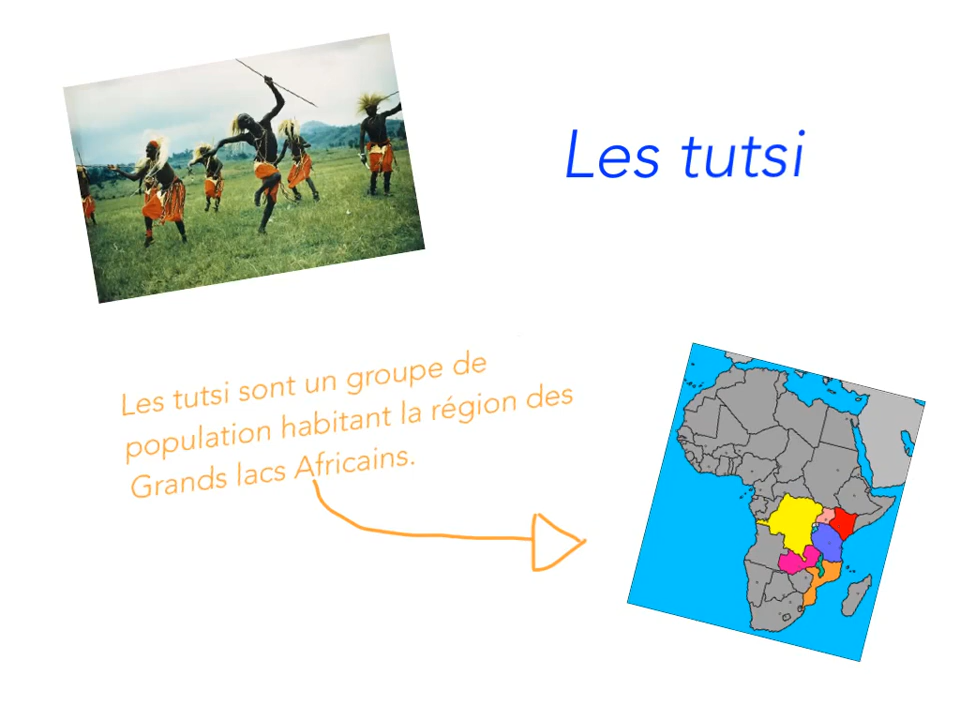 Les tutsi
Les tutsi sont un groupe de
population habitant la région des
Grands lacs Africains.